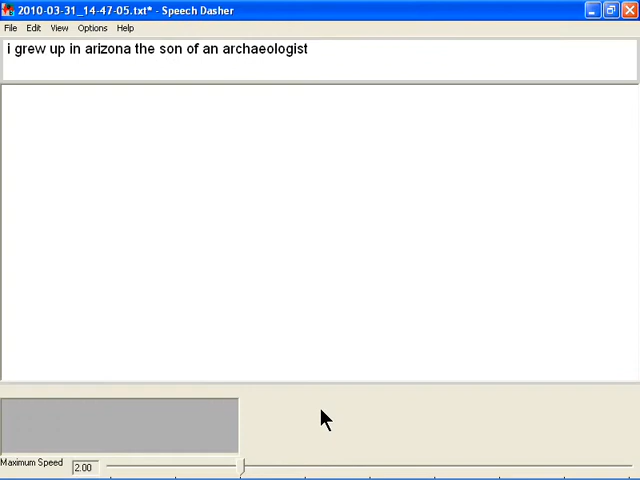 2010-03-31_14-47-05.txt* - Speech Dasher
File Edit View Options Help
i grew up in arizona the son of an archaeologist
Maximum Speed 2.00